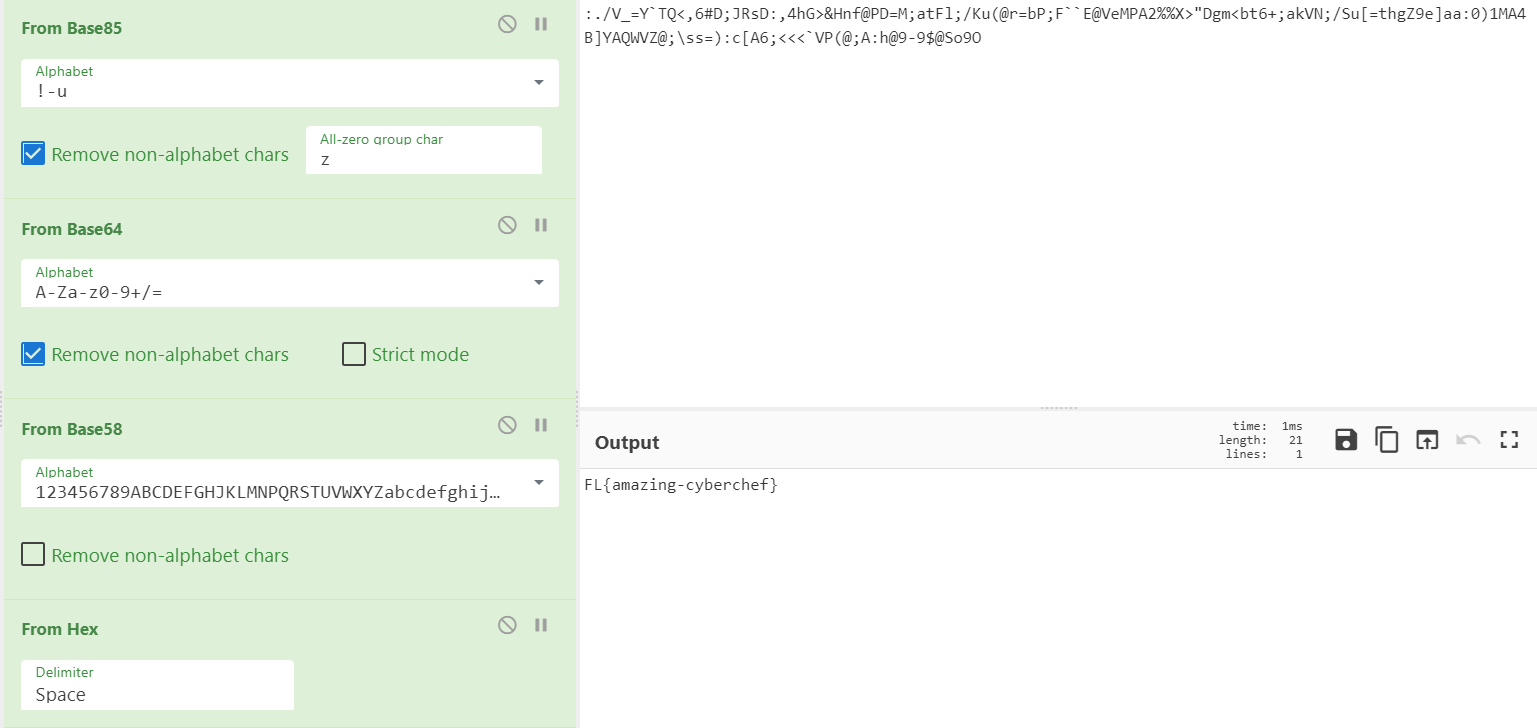 From Base85
Alphabet
!-u
Remove non-alphabet chars
All-zero group char
z
From Base64
Alphabet
A-Za-z0-9+/=
Remove non-alphabet chars
Strict mode
From Base58
Alphabet
123456789ABCDEFGHJKLMNPQRSTUVWXYZabcdefghij…
Remove non-alphabet chars
From Hex
Delimiter
Space
:./V_=Y`TQ<,6#D;JRsD:,4hG>&Hnf@PD=M;atFl;/Ku(@r=bP;F``E@VeMPA2%%X>"Dgm<bt6+;akVN;/Su[=thgZ9e]aa:0)1MA4
B]YAQWVZ@;\ss=):c[A6;<<<`VP(@;A:h@9-9$@So9O
Output
time: 1ms
length: 21
lines: 1
FL{amazing-cyberchef}